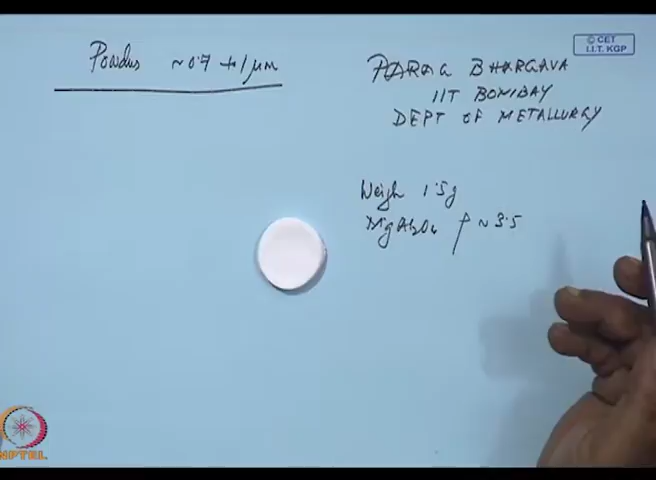 Powders ~0.7 to 1 μm
PARAG BHARGAVA
IIT BOMBAY
DEPT OF METALLURGY
Weigh 1.5g
MgAl2O4 ρ ~ 3.5
© CET
I.I.T. KGP
NPTEL